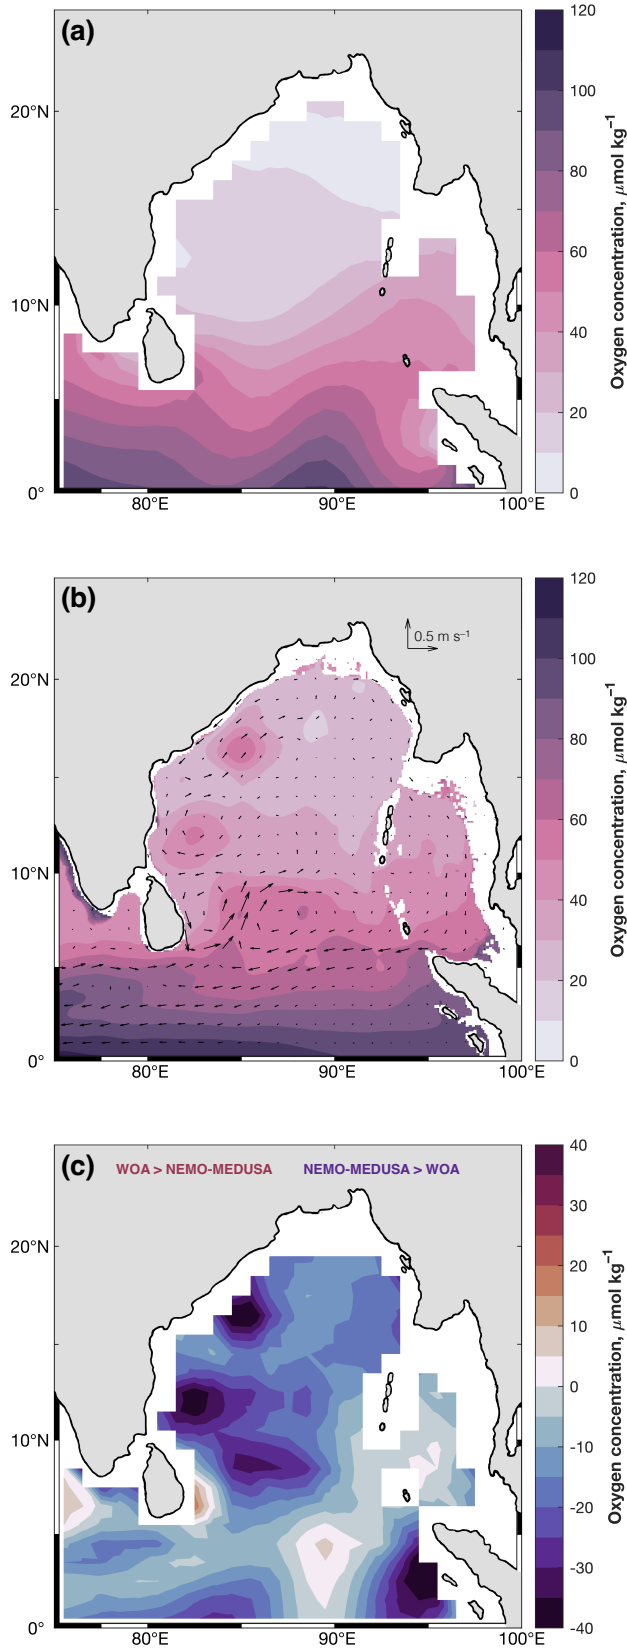 (a)
20°N
10°N
0°
80°E
90°E
100°E
120
100
80
60
40
20
0
Oxygen concentration, μmol kg⁻¹
(b)
0.5 m s⁻¹
20°N
10°N
0°
80°E
90°E
100°E
120
100
80
60
40
20
0
Oxygen concentration, μmol kg⁻¹
(c)
WOA > NEMO-MEDUSA
NEMO-MEDUSA > WOA
20°N
10°N
0°
80°E
90°E
100°E
40
30
20
10
0
-10
-20
-30
-40
Oxygen concentration, μmol kg⁻¹